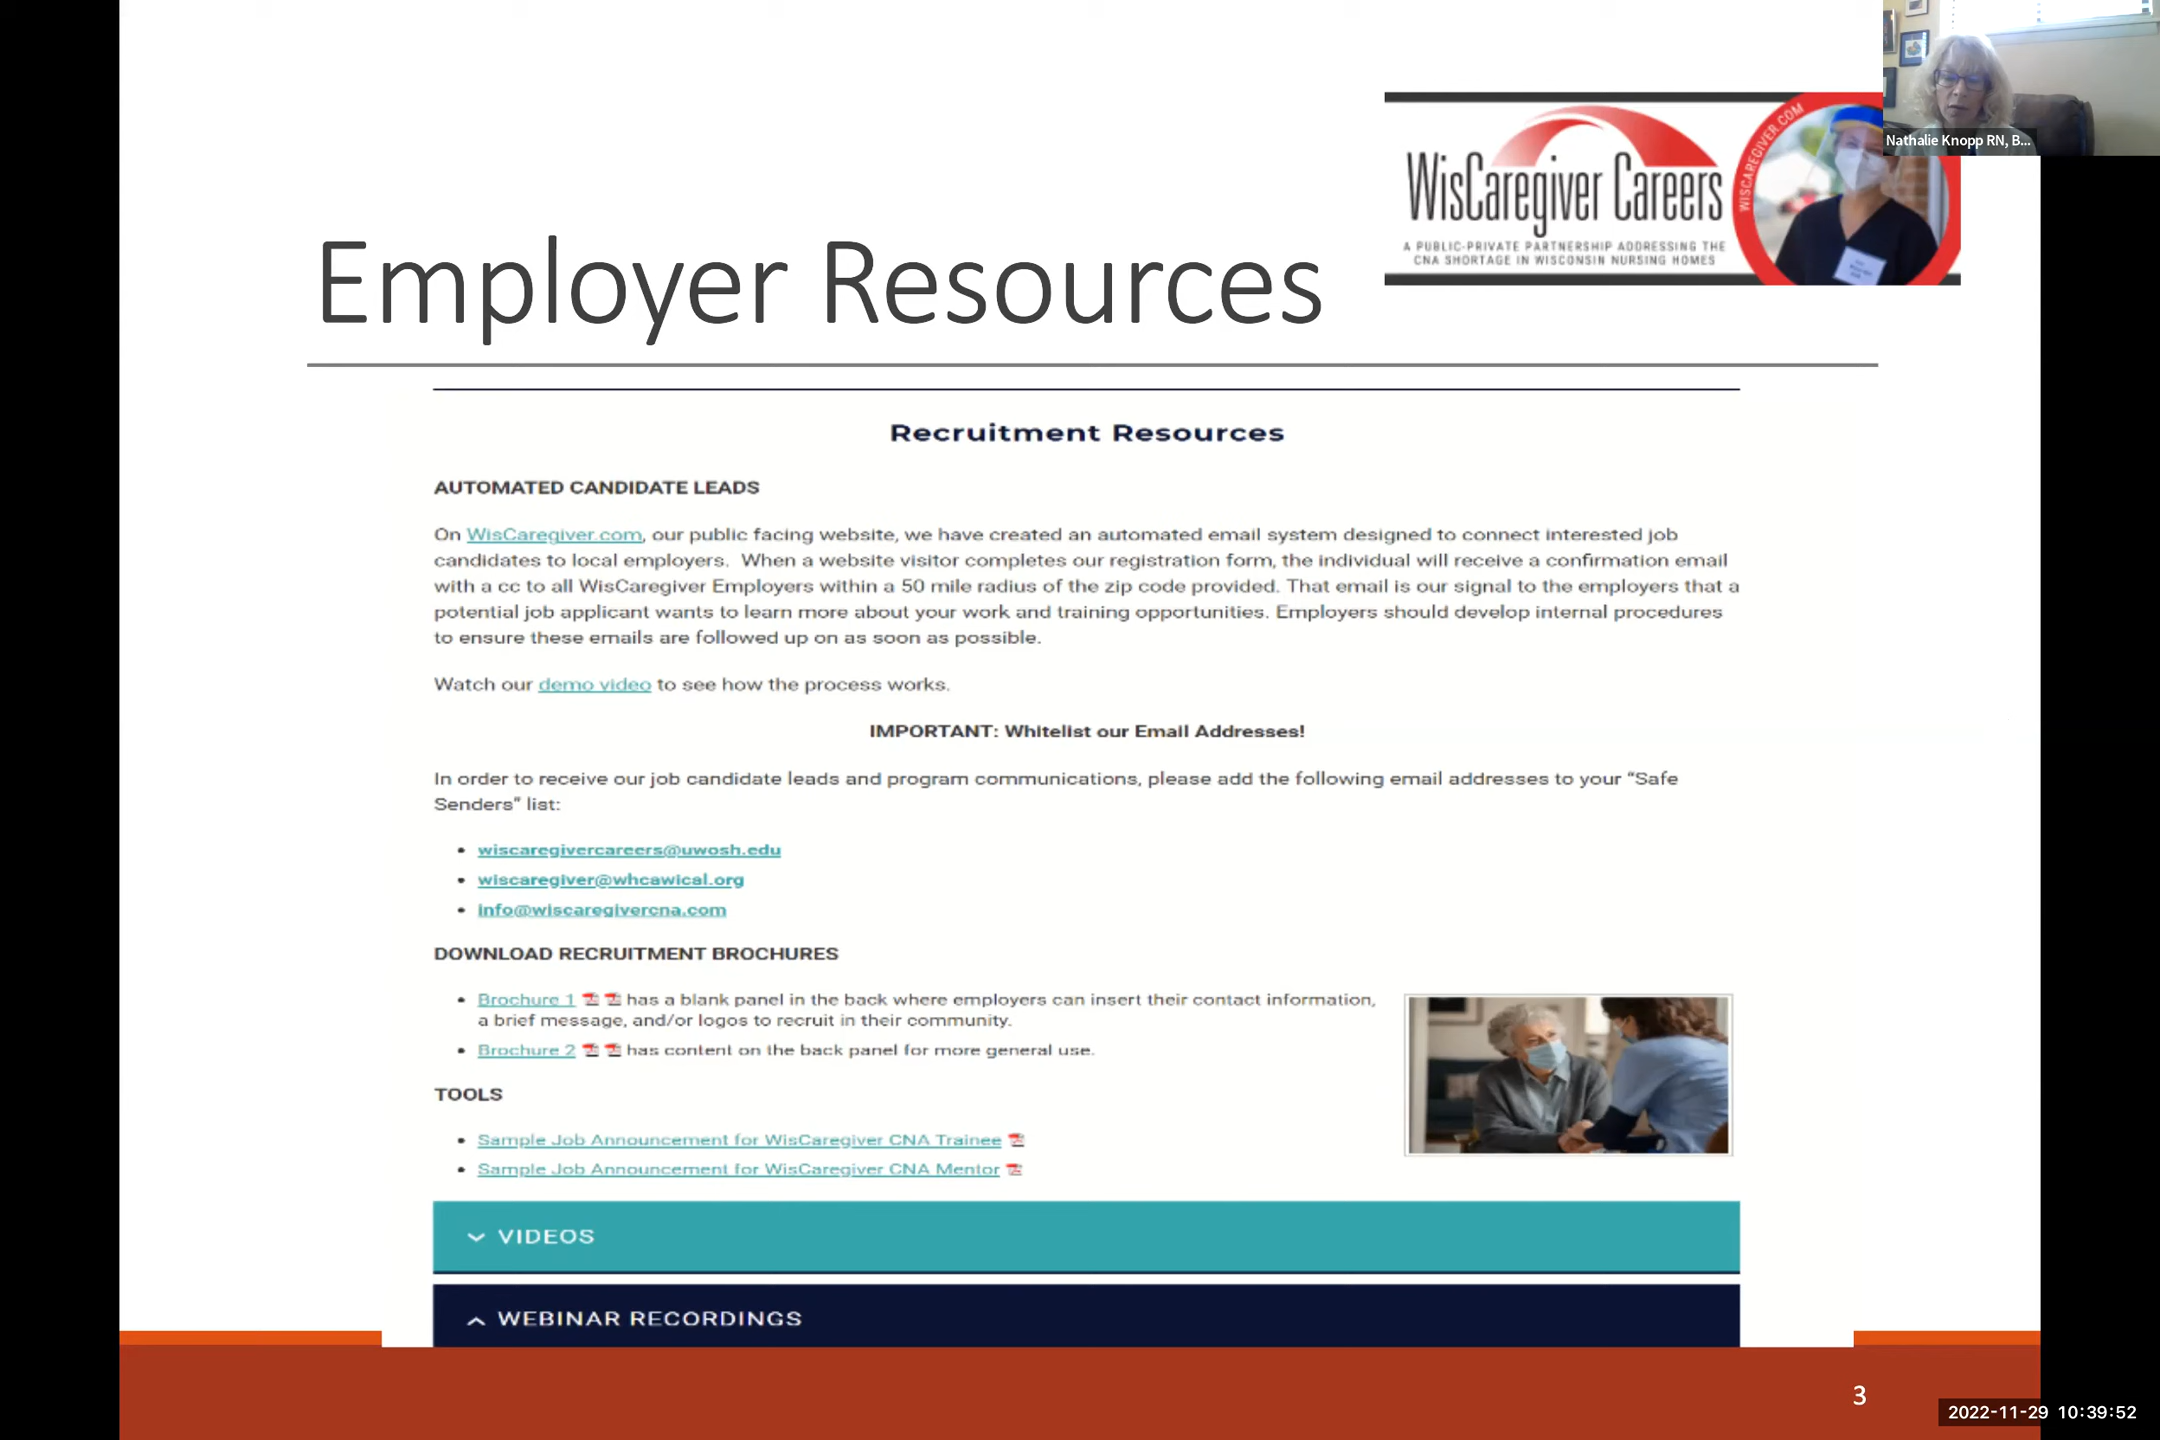 WisCaregiver Careers
A PUBLIC-PRIVATE PARTNERSHIP ADDRESSING THE
CNA SHORTAGE IN WISCONSIN NURSING HOMES
WISCAREGIVER.COM
Nathalie Knopp RN, B...
Employer Resources
Recruitment Resources
AUTOMATED CANDIDATE LEADS
On WisCaregiver.com, our public facing website, we have created an automated email system designed to connect interested job
candidates to local employers. When a website visitor completes our registration form, the individual will receive a confirmation email
with a cc to all WisCaregiver Employers within a 50 mile radius of the zip code provided. That email is our signal to the employers that a
potential job applicant wants to learn more about your work and training opportunities. Employers should develop internal procedures
to ensure these emails are followed up on as soon as possible.
Watch our demo video to see how the process works.
IMPORTANT: Whitelist our Email Addresses!
In order to receive our job candidate leads and program communications, please add the following email addresses to your “Safe
Senders” list:
• wiscaregivercareers@uwosh.edu
• wiscaregiver@whcawical.org
• info@wiscaregivercna.com
DOWNLOAD RECRUITMENT BROCHURES
• Brochure 1 has a blank panel in the back where employers can insert their contact information,
a brief message, and/or logos to recruit in their community.
• Brochure 2 has content on the back panel for more general use.
TOOLS
• Sample Job Announcement for WisCaregiver CNA Trainee
• Sample Job Announcement for WisCaregiver CNA Mentor
VIDEOS
WEBINAR RECORDINGS
3
2022-11-29 10:39:52